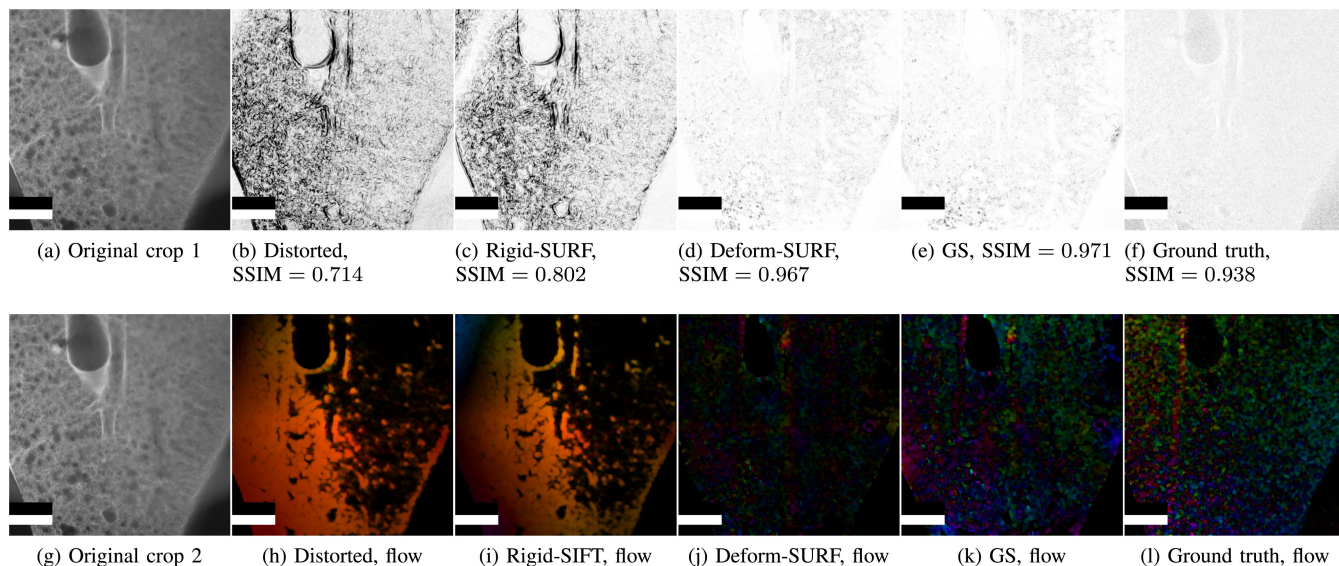 (a) Original crop 1
(b) Distorted,
SSIM = 0.714
(c) Rigid-SURF,
SSIM = 0.802
(d) Deform-SURF,
SSIM = 0.967
(e) GS, SSIM = 0.971
(f) Ground truth,
SSIM = 0.938
(g) Original crop 2
(h) Distorted, flow
(i) Rigid-SIFT, flow
(j) Deform-SURF, flow
(k) GS, flow
(l) Ground truth, flow